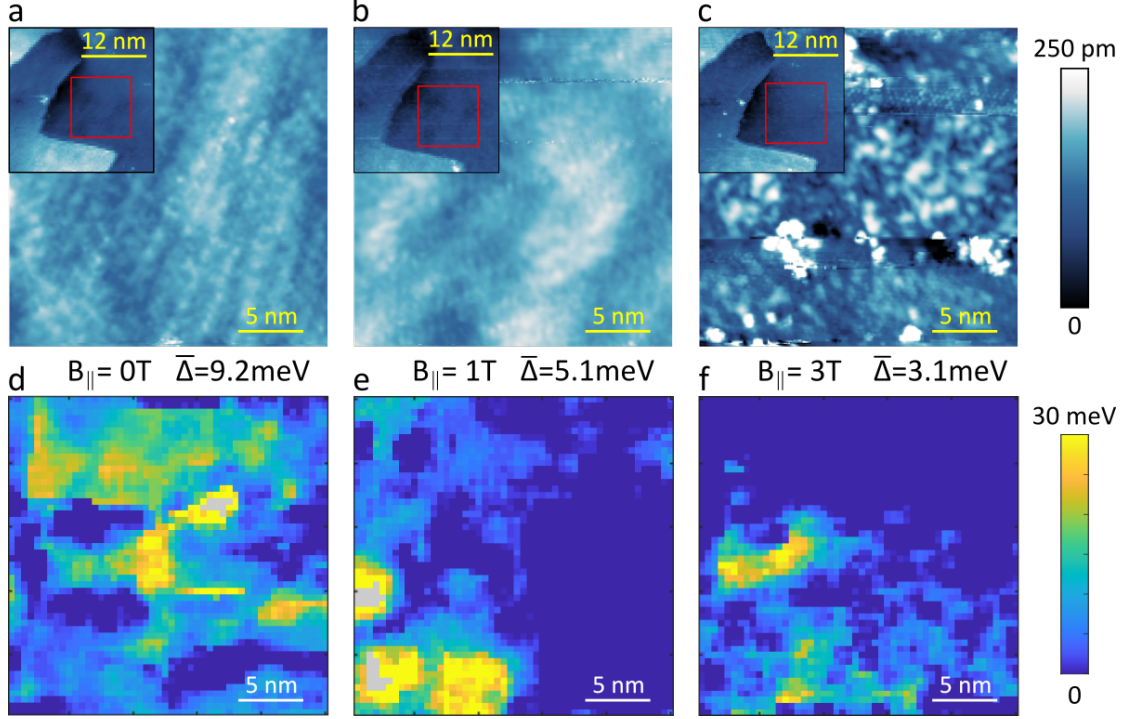 a b c
12 nm 12 nm 12 nm 250 pm
5 nm 5 nm 5 nm 0
d B|| = 0T Δ̅=9.2meV e B|| = 1T Δ̅=5.1meV f B|| = 3T Δ̅=3.1meV
30 meV
5 nm 5 nm 5 nm 0